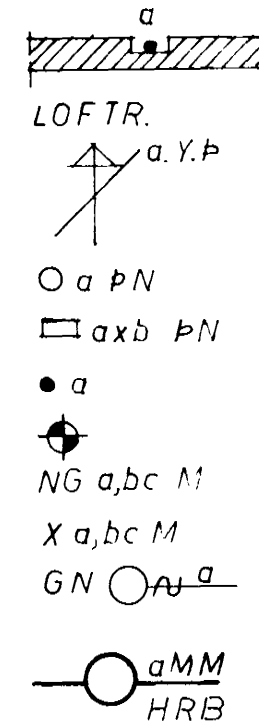 a
LOFTR.
a.Y.Þ
a ÞN
axb ÞN
a
NG a,bc M
X a,bc M
GN a
aMM
HRB